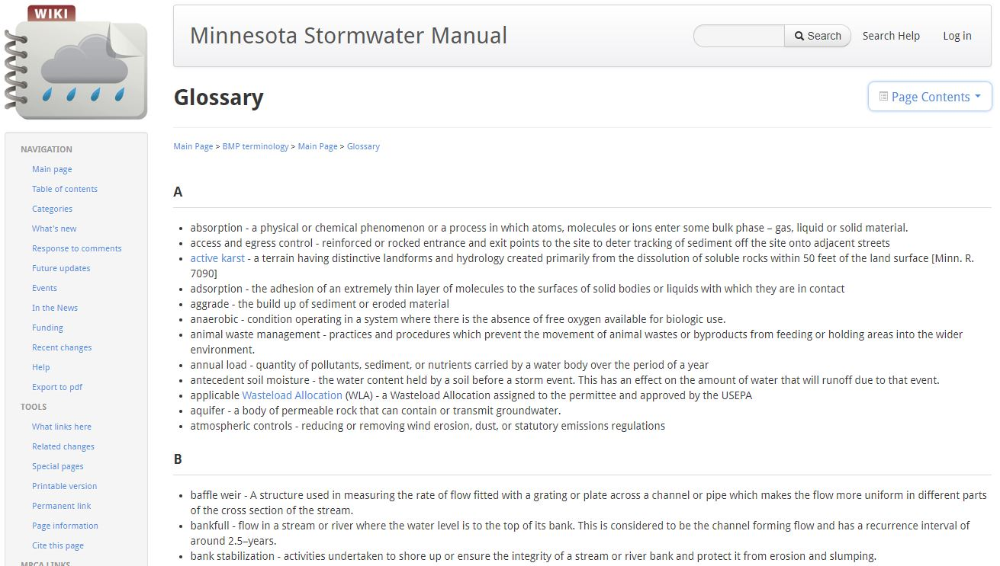 WIKI
Minnesota Stormwater Manual
Search
Search Help
Log in
Glossary
Page Contents
Main Page > BMP terminology > Main Page > Glossary
NAVIGATION
Main page
Table of contents
Categories
What's new
Response to comments
Future updates
Events
In the News
Funding
Recent changes
Help
Export to pdf
TOOLS
What links here
Related changes
Special pages
Printable version
Permanent link
Page information
Cite this page
MPCA LINKS
A
• absorption - a physical or chemical phenomenon or a process in which atoms, molecules or ions enter some bulk phase – gas, liquid or solid material.
• access and egress control - reinforced or rocked entrance and exit points to the site to deter tracking of sediment off the site onto adjacent streets
• active karst - a terrain having distinctive landforms and hydrology created primarily from the dissolution of soluble rocks within 50 feet of the land surface [Minn. R.
7090]
• adsorption - the adhesion of an extremely thin layer of molecules to the surfaces of solid bodies or liquids with which they are in contact
• aggrade - the build up of sediment or eroded material
• anaerobic - condition operating in a system where there is the absence of free oxygen available for biologic use.
• animal waste management - practices and procedures which prevent the movement of animal wastes or byproducts from feeding or holding areas into the wider
environment.
• annual load - quantity of pollutants, sediment, or nutrients carried by a water body over the period of a year
• antecedent soil moisture - the water content held by a soil before a storm event. This has an effect on the amount of water that will runoff due to that event.
• applicable Wasteload Allocation (WLA) - a Wasteload Allocation assigned to the permittee and approved by the USEPA
• aquifer - a body of permeable rock that can contain or transmit groundwater.
• atmospheric controls - reducing or removing wind erosion, dust, or statutory emissions regulations
B
• baffle weir - A structure used in measuring the rate of flow fitted with a grating or plate across a channel or pipe which makes the flow more uniform in different parts
of the cross section of the stream.
• bankfull - flow in a stream or river where the water level is to the top of its bank. This is considered to be the channel forming flow and has a recurrence interval of
around 2.5–years.
• bank stabilization - activities undertaken to shore up or ensure the integrity of a stream or river bank and protect it from erosion and slumping.